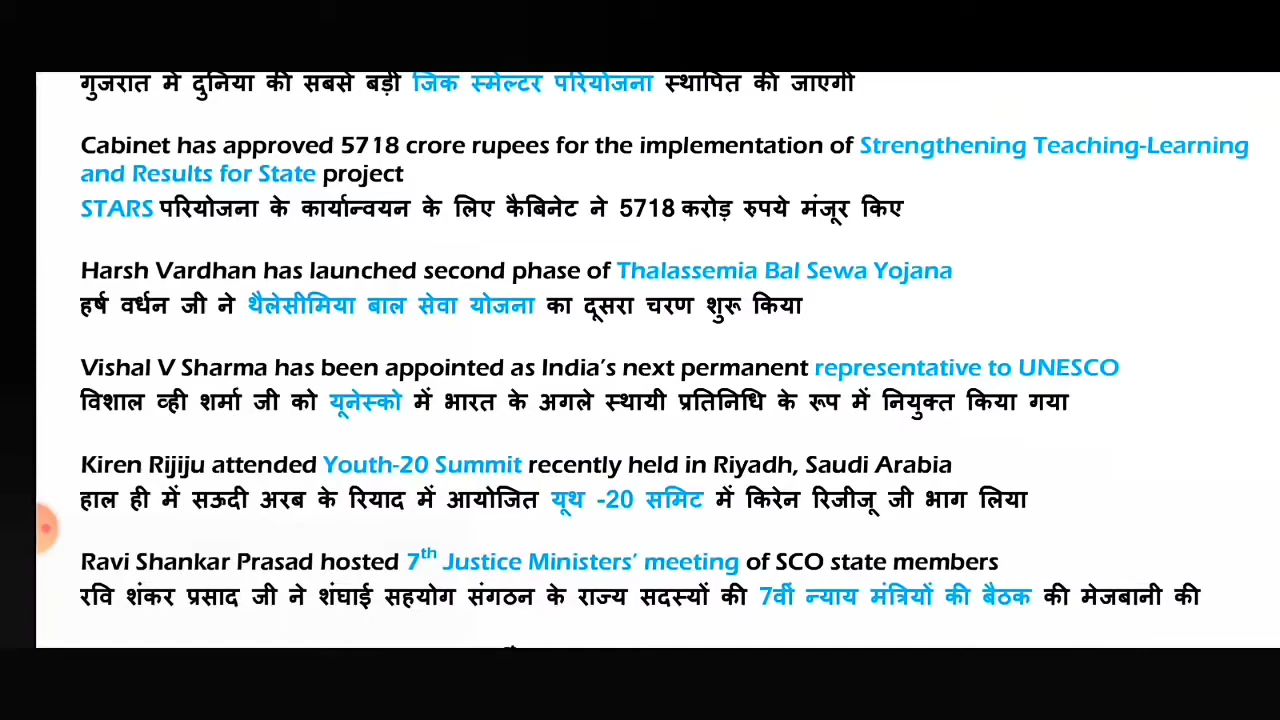 गुजरात में दुनिया की सबसे बड़ी जिंक स्मेल्टर परियोजना स्थापित की जाएगी
Cabinet has approved 5718 crore rupees for the implementation of Strengthening Teaching-Learning
and Results for State project
STARS परियोजना के कार्यान्वयन के लिए कैबिनेट ने 5718 करोड़ रुपये मंजूर किए
Harsh Vardhan has launched second phase of Thalassemia Bal Sewa Yojana
हर्ष वर्धन जी ने थैलेसीमिया बाल सेवा योजना का दूसरा चरण शुरू किया
Vishal V Sharma has been appointed as India's next permanent representative to UNESCO
विशाल व्ही शर्मा जी को यूनेस्को में भारत के अगले स्थायी प्रतिनिधि के रूप में नियुक्त किया गया
Kiren Rijiju attended Youth-20 Summit recently held in Riyadh, Saudi Arabia
हाल ही में सऊदी अरब के रियाद में आयोजित यूथ -20 समिट में किरेन रिजीजू जी भाग लिया
Ravi Shankar Prasad hosted 7th Justice Ministers' meeting of SCO state members
रवि शंकर प्रसाद जी ने शंघाई सहयोग संगठन के राज्य सदस्यों की 7वीं न्याय मंत्रियों की बैठक की मेजबानी की